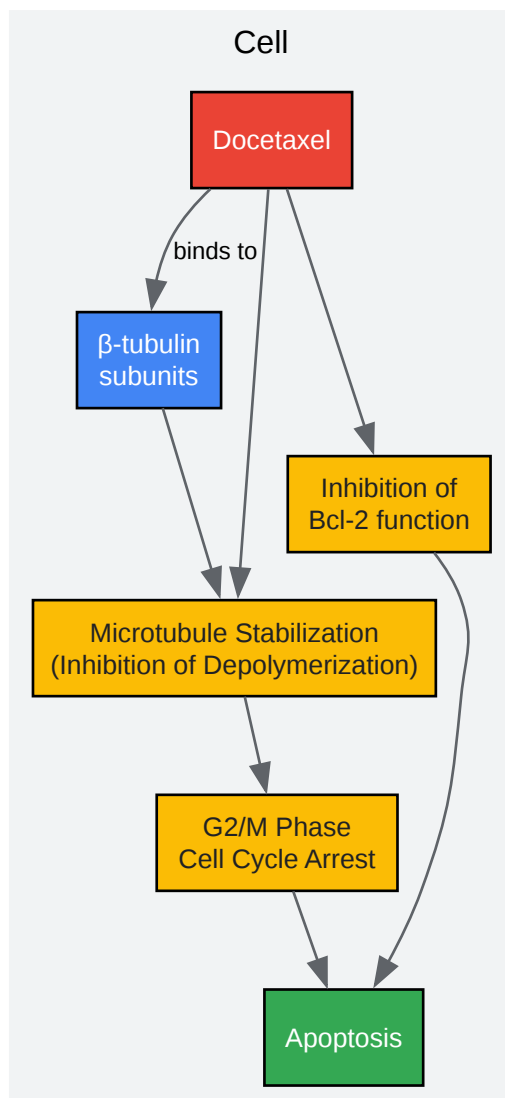 Cell
Docetaxel
binds to
β-tubulin
subunits
Inhibition of
Bcl-2 function
Microtubule Stabilization
(Inhibition of Depolymerization)
G2/M Phase
Cell Cycle Arrest
Apoptosis